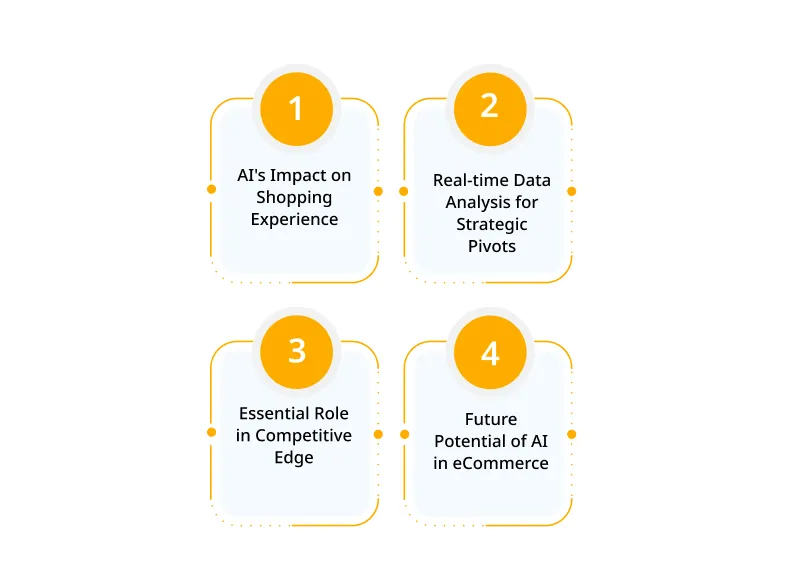 1
AI's Impact on
Shopping
Experience
2
Real-time Data
Analysis for
Strategic
Pivots
3
Essential Role
in Competitive
Edge
4
Future
Potential of AI
in eCommerce